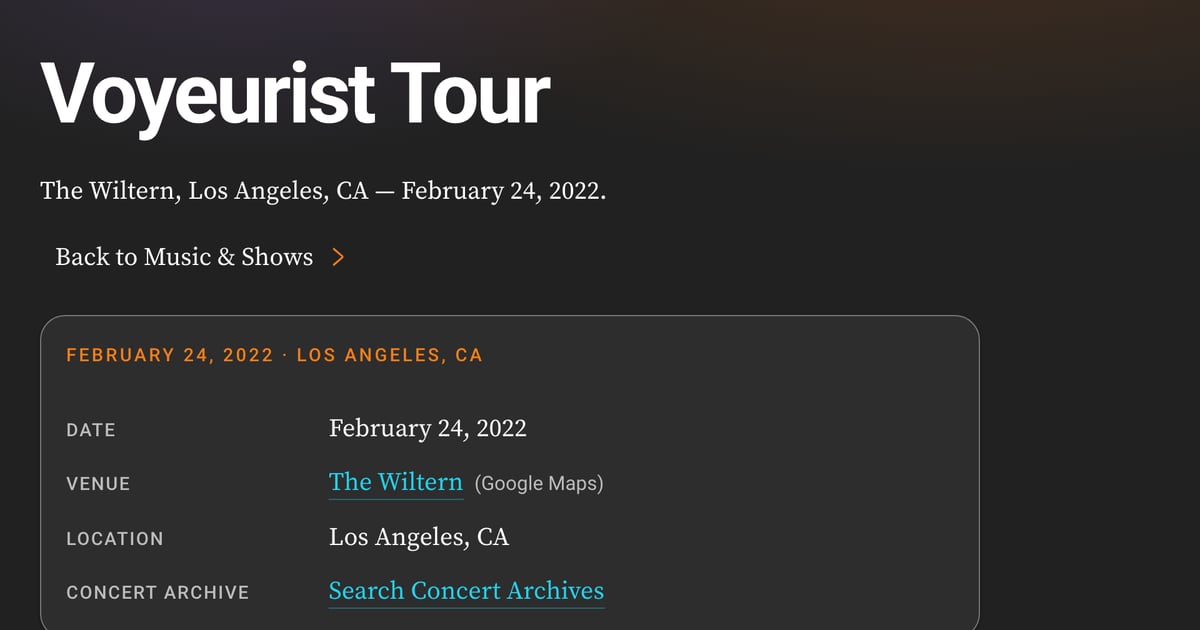 Voyeurist Tour
The Wiltern, Los Angeles, CA — February 24, 2022.
Back to Music & Shows
FEBRUARY 24, 2022 · LOS ANGELES, CA
DATE February 24, 2022
VENUE The Wiltern (Google Maps)
LOCATION Los Angeles, CA
CONCERT ARCHIVE Search Concert Archives